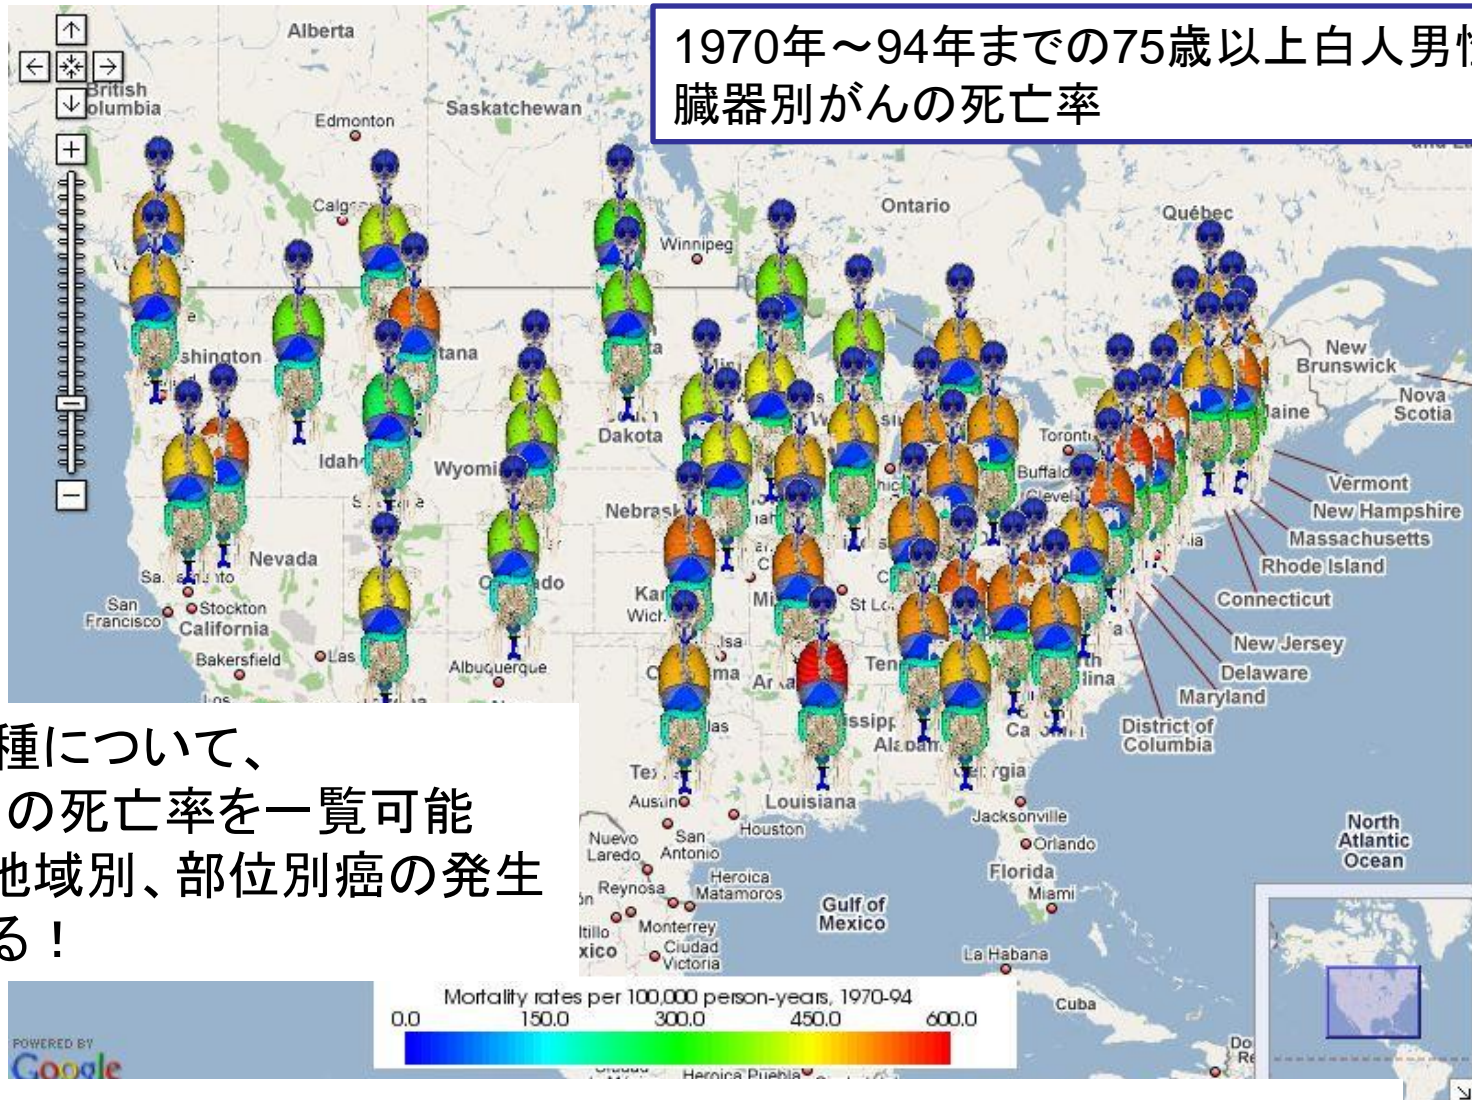 1970年～94年までの75歳以上白人男性
臓器別がんの死亡率
Alberta
British
Columbia
Edmonton
Saskatchewan
Winnipeg
Ontario
Québec
New
Brunswick
Nova
Scotia
Maine
Toronto
Buffalo
Vermont
New Hampshire
Massachusetts
Rhode Island
Connecticut
New Jersey
Delaware
Maryland
District of
Columbia
Dakota
Nevada
San
Francisco
Stockton
California
Bakersfield
Las
Albuquerque
Austin
San
Antonio
Houston
Louisiana
Georgia
Jacksonville
Orlando
Florida
Miami
Nuevo
Laredo
Reynosa
Heroica
Matamoros
Monterrey
Ciudad
Victoria
Gulf of
Mexico
La Habana
Cuba
North
Atlantic
Ocean
種について、
の死亡率を一覧可能
地域別、部位別癌の発生
る！
Mortality rates per 100,000 person-years, 1970-94
0.0 150.0 300.0 450.0 600.0
POWERED BY
Google
Heroica Puebla